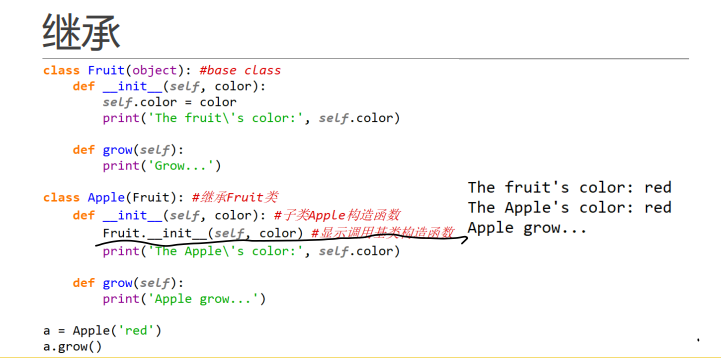 继承
class Fruit(object): #base class
    def __init__(self, color):
        self.color = color
        print('The fruit\'s color:', self.color)
    def grow(self):
        print('Grow...')
class Apple(Fruit): #继承Fruit类
    def __init__(self, color): #子类Apple构造函数
        Fruit.__init__(self, color) #显示调用基类构造函数
        print('The Apple\'s color:', self.color)
    def grow(self):
        print('Apple grow...')
a = Apple('red')
a.grow()
The fruit's color: red
The Apple's color: red
Apple grow...